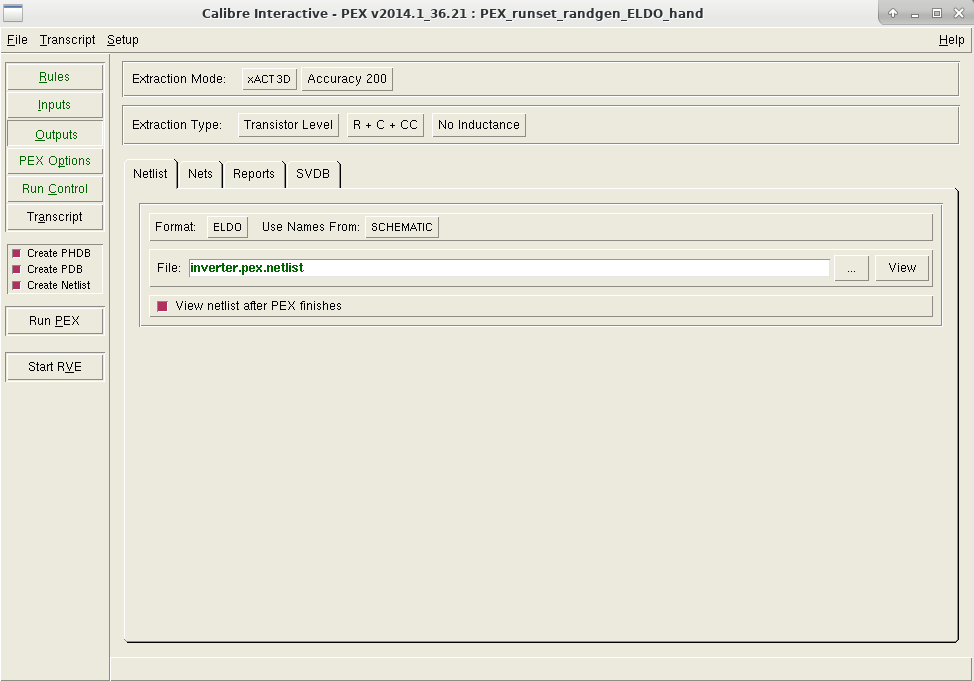 Calibre Interactive - PEX v2014.1_36.21 : PEX_runset_randgen_ELDO_hand
File Transcript Setup Help
Rules
Inputs
Outputs
PEX Options
Run Control
Transcript
Create PHDB
Create PDB
Create Netlist
Run PEX
Start RVE
Extraction Mode: xACT3D Accuracy 200
Extraction Type: Transistor Level R + C + CC No Inductance
Netlist Nets Reports SVDB
Format: ELDO Use Names From: SCHEMATIC
File: inverter.pex.netlist ... View
View netlist after PEX finishes